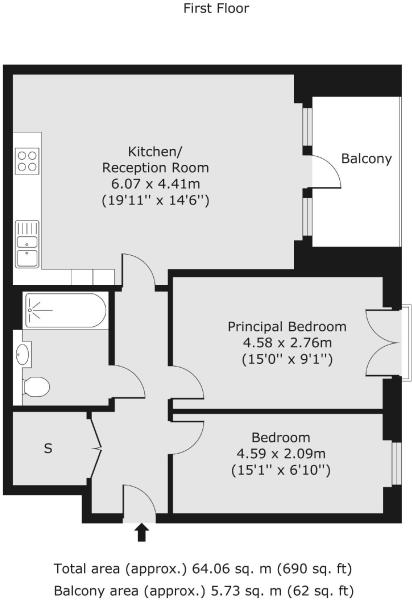 First Floor
Kitchen/
Reception Room
6.07 x 4.41m
(19'11'' x 14'6'')
Balcony
Principal Bedroom
4.58 x 2.76m
(15'0'' x 9'1'')
Bedroom
4.59 x 2.09m
(15'1'' x 6'10'')
S
Total area (approx.) 64.06 sq. m (690 sq. ft)
Balcony area (approx.) 5.73 sq. m (62 sq. ft)